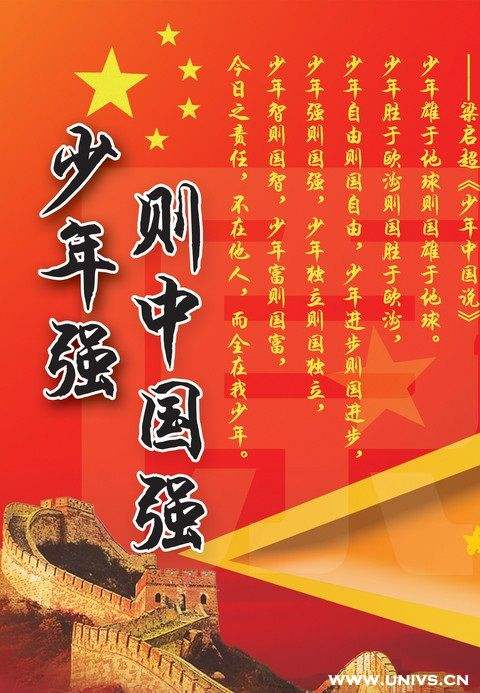 少年强
则中国强
今日之责任，不在他人，而全在我少年。
少年智则国智，少年富则国富，
少年强则国强，少年独立则国独立，
少年自由则国自由，少年进步则国进步，
少年胜于欧洲则国胜于欧洲，
少年雄于地球则国雄于地球。
——梁启超《少年中国说》
WWW.UNIVS.CN